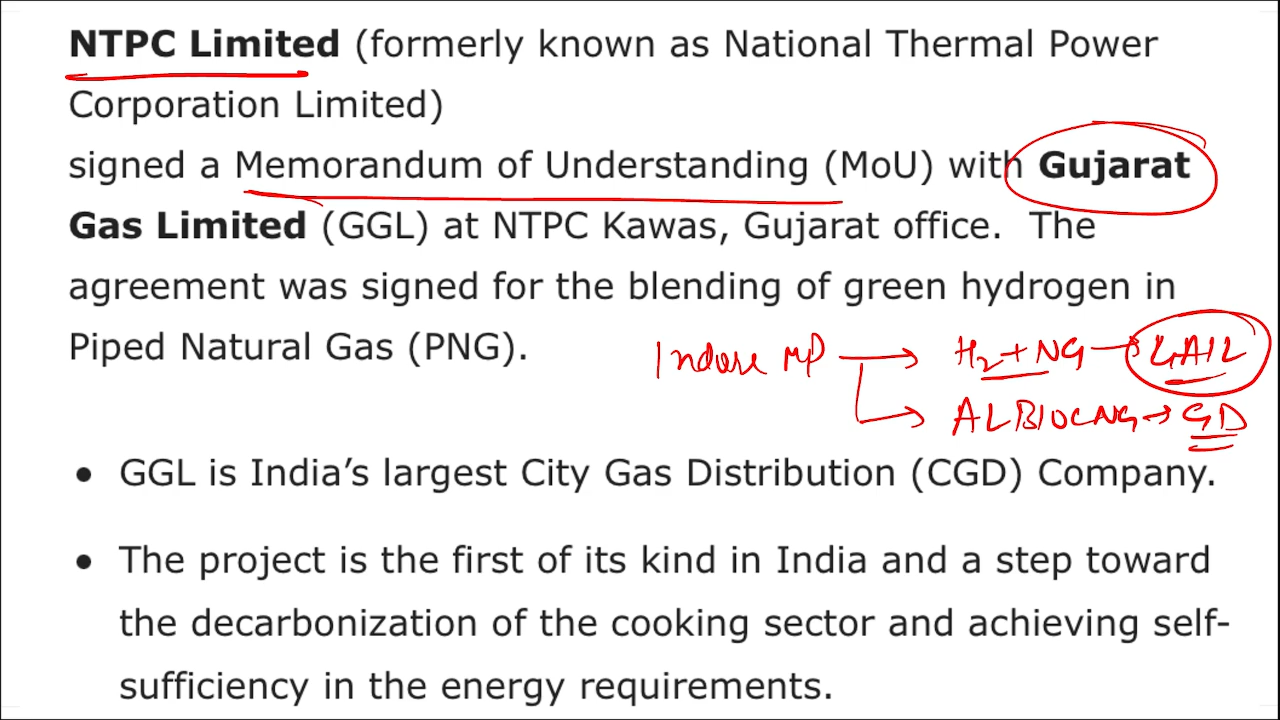 NTPC Limited (formerly known as National Thermal Power
Corporation Limited)
signed a Memorandum of Understanding (MoU) with Gujarat
Gas Limited (GGL) at NTPC Kawas, Gujarat office. The
agreement was signed for the blending of green hydrogen in
Piped Natural Gas (PNG).
Indore MP → H2+NG → GAIL
→ ALBIOCNG → GD
• GGL is India’s largest City Gas Distribution (CGD) Company.
• The project is the first of its kind in India and a step toward
the decarbonization of the cooking sector and achieving self-
sufficiency in the energy requirements.